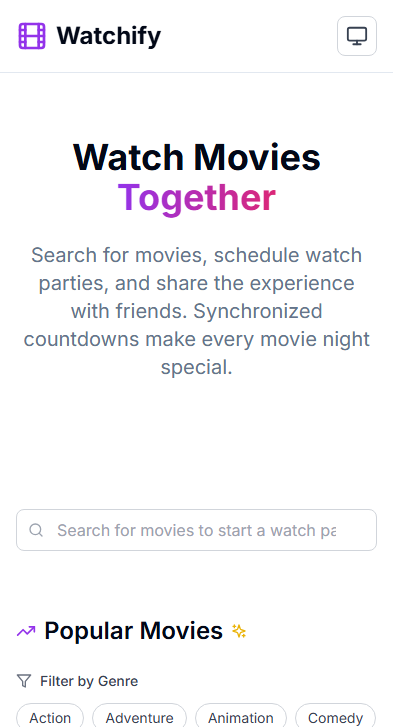 Watchify
Watch Movies
Together
Search for movies, schedule watch
parties, and share the experience
with friends. Synchronized
countdowns make every movie night
special.
Search for movies to start a watch pa
Popular Movies
Filter by Genre
Action Adventure Animation Comedy